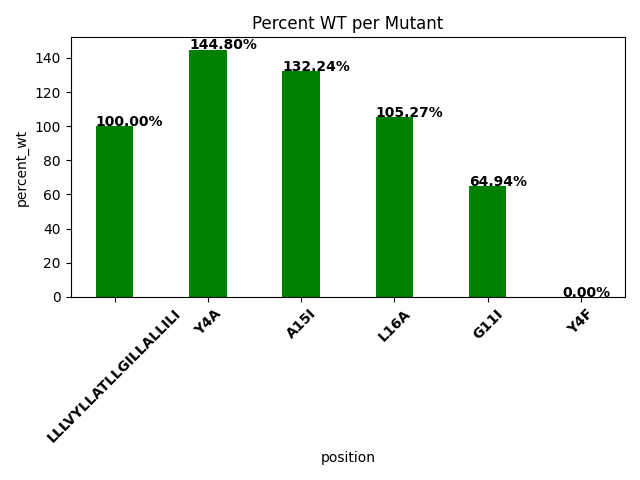 Percent WT per Mutant
percent_wt
140
120
100
80
60
40
20
0
100.00%
144.80%
132.24%
105.27%
64.94%
0.00%
LLLVYLLATLLGILLALLILI
Y4A
A15I
L16A
G11I
Y4F
position